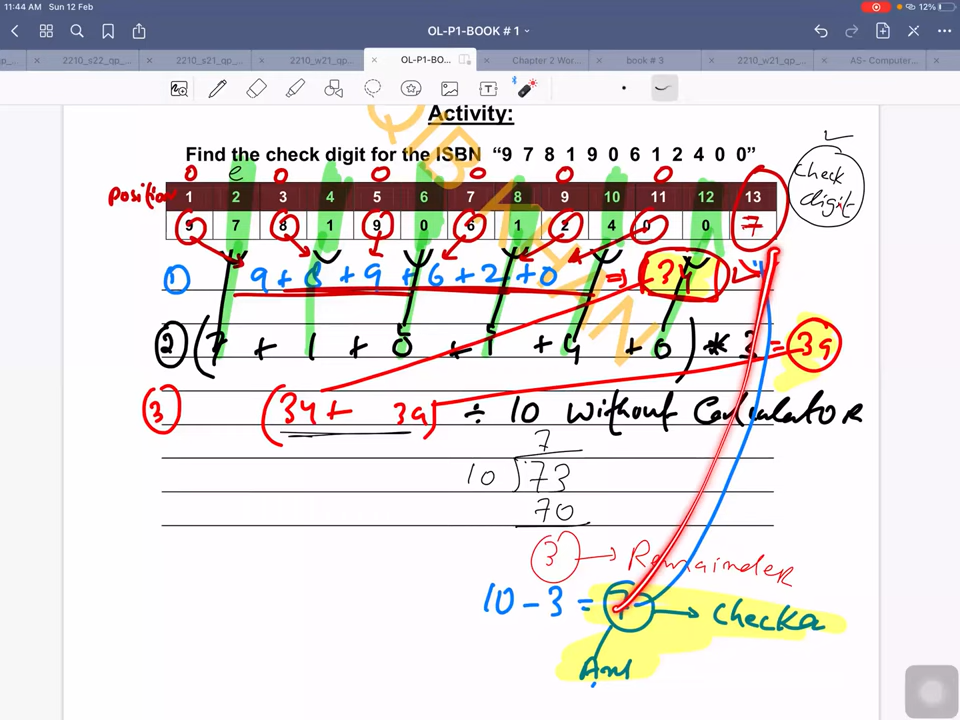 11:44 AM Sun 12 Feb 12%
OL-P1-BOOK # 1
2210_s22_qp_... 2210_s21_qp_... 2210_w21_qp_... OL-P1-BO... Chapter 2 Wor... book # 3 2210_w21_qp_... AS- Computer...
Activity:
Find the check digit for the ISBN “9 7 8 1 9 0 6 1 2 4 0 0”
check digit
O e O O O O O
Position 1 2 3 4 5 6 7 8 9 10 11 12 13
9 7 8 1 9 0 6 1 2 4 0 0 7
① 9 + 8 + 9 + 6 + 2 + 0 => 34
② (7 + 1 + 0 + 1 + 4 + 0) * 3 = 39
③ (34 + 39) ÷ 10 without Calculator
7
10 73
70
3 → Remainder
10 - 3 = 7 →
QIB KHAN